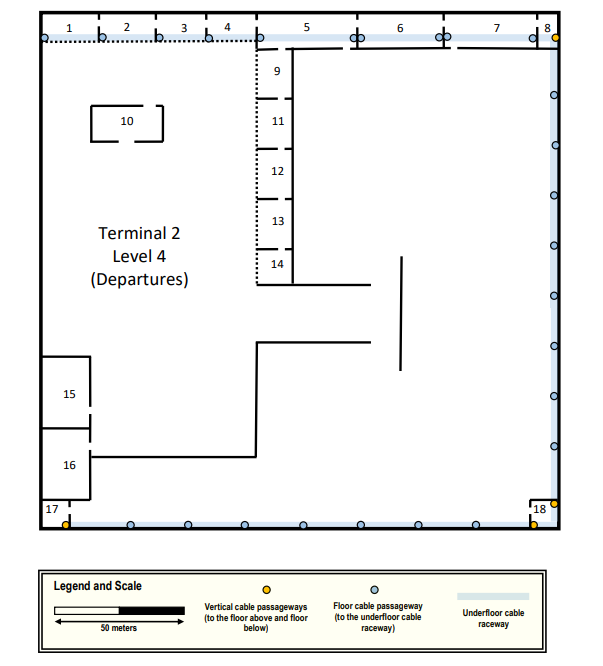 1 2 3 4 5 6 7 8
9
10 11
12
13
Terminal 2
Level 4
(Departures)
14
15
16
17 18
Legend and Scale
50 meters
Vertical cable passageways
(to the floor above and floor
below)
Floor cable passageway
(to the underfloor cable
raceway)
Underfloor cable
raceway